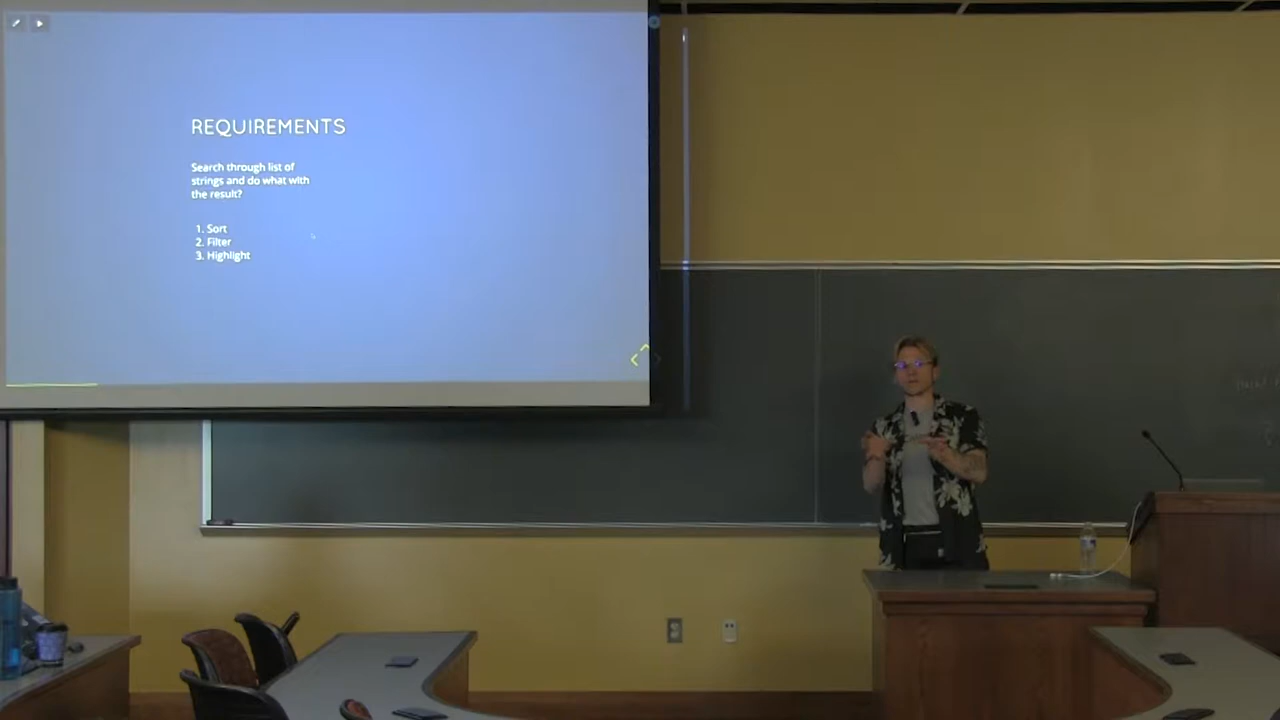 REQUIREMENTS
Search through list of
strings and do what with
the result?
1. Sort
2. Filter
3. Highlight